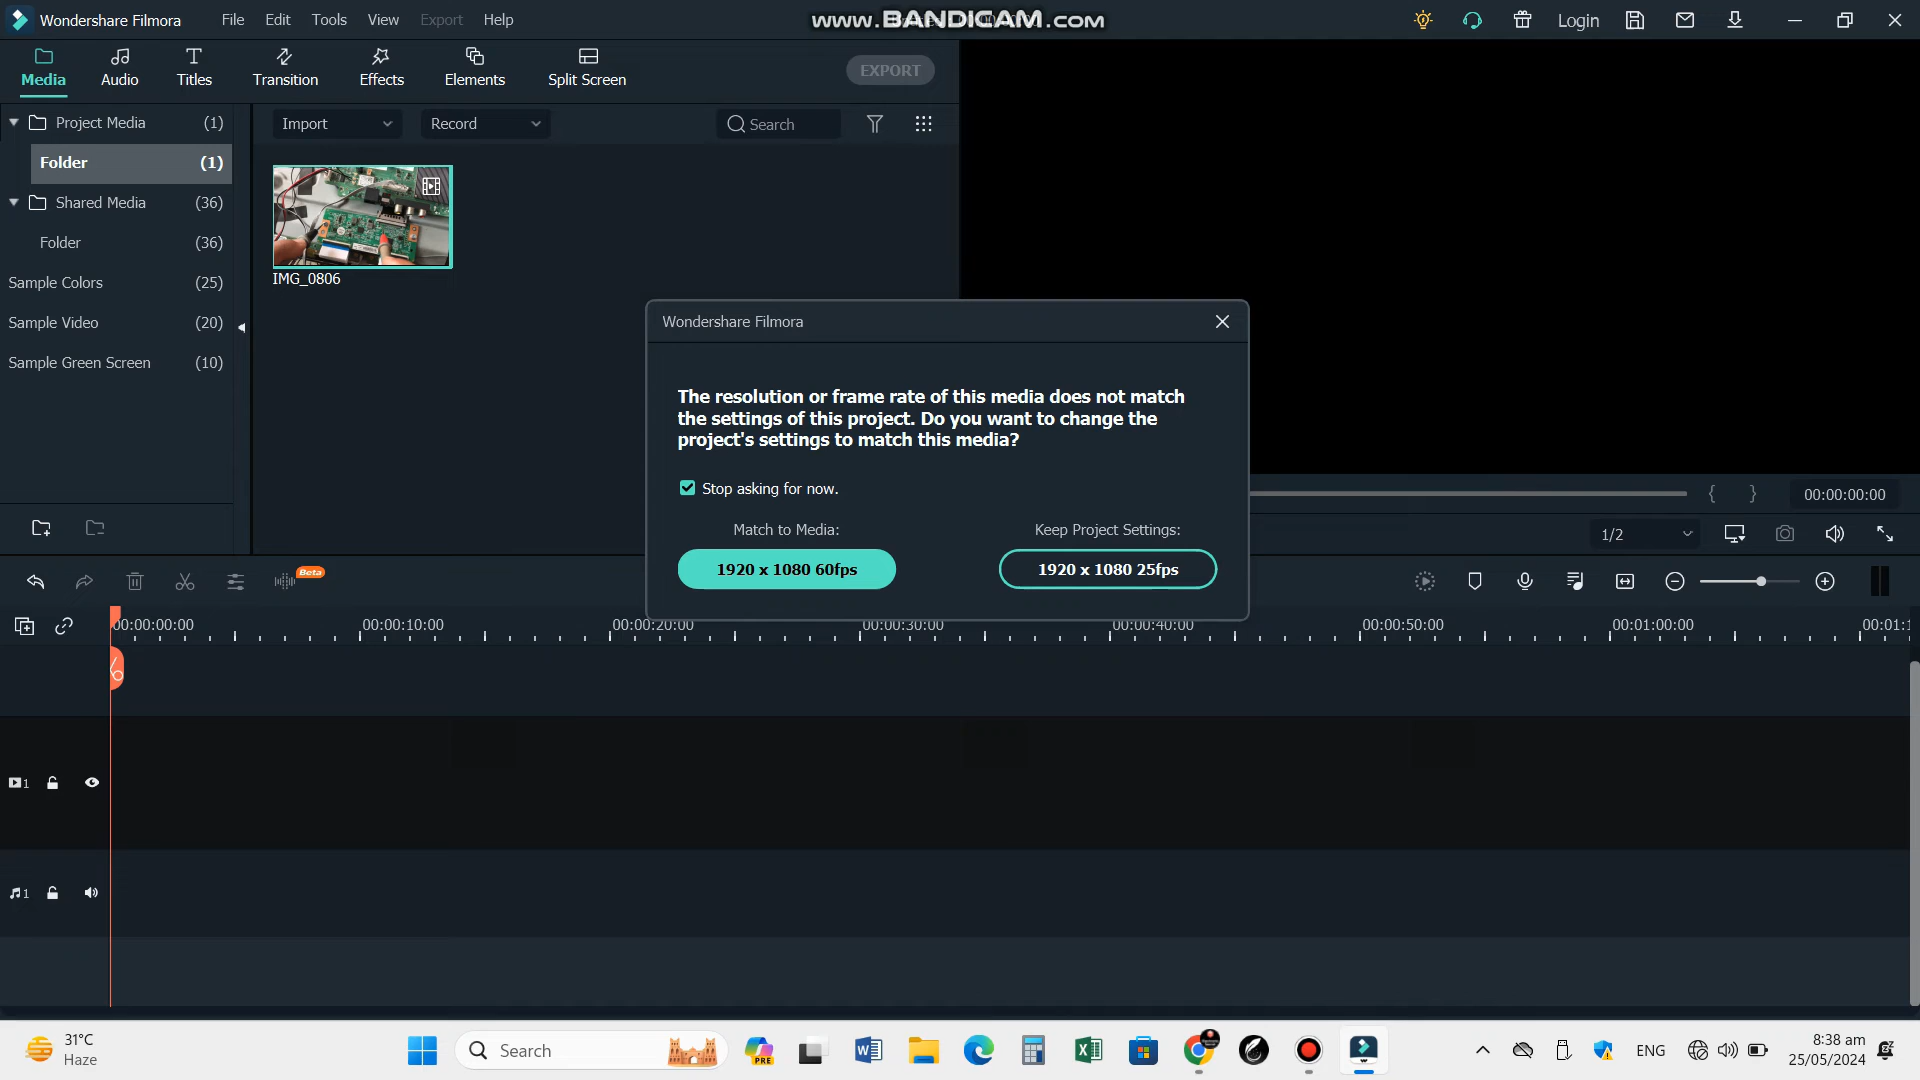 Wondershare Filmora
File
Edit
Tools
View
Export
Help
www.BANDICAM.com
Login
Media
Audio
Titles
Transition
Effects
Elements
Split Screen
EXPORT
Project Media (1)
Folder (1)
Shared Media (36)
Folder (36)
Sample Colors (25)
Sample Video (20)
Sample Green Screen (10)
Import
Record
Search
IMG_0806
Wondershare Filmora
The resolution or frame rate of this media does not match
the settings of this project. Do you want to change the
project's settings to match this media?
Stop asking for now.
Match to Media:
Keep Project Settings:
1920 x 1080 60fps
1920 x 1080 25fps
{ }
00:00:00:00
1/2
Beta
00:00:00:00
00:00:10:00
00:00:20:00
00:00:30:00
00:00:40:00
00:00:50:00
00:01:00:00
00:01:1
1
1
31°C
Haze
Search
PRE
ENG
8:38 am
25/05/2024